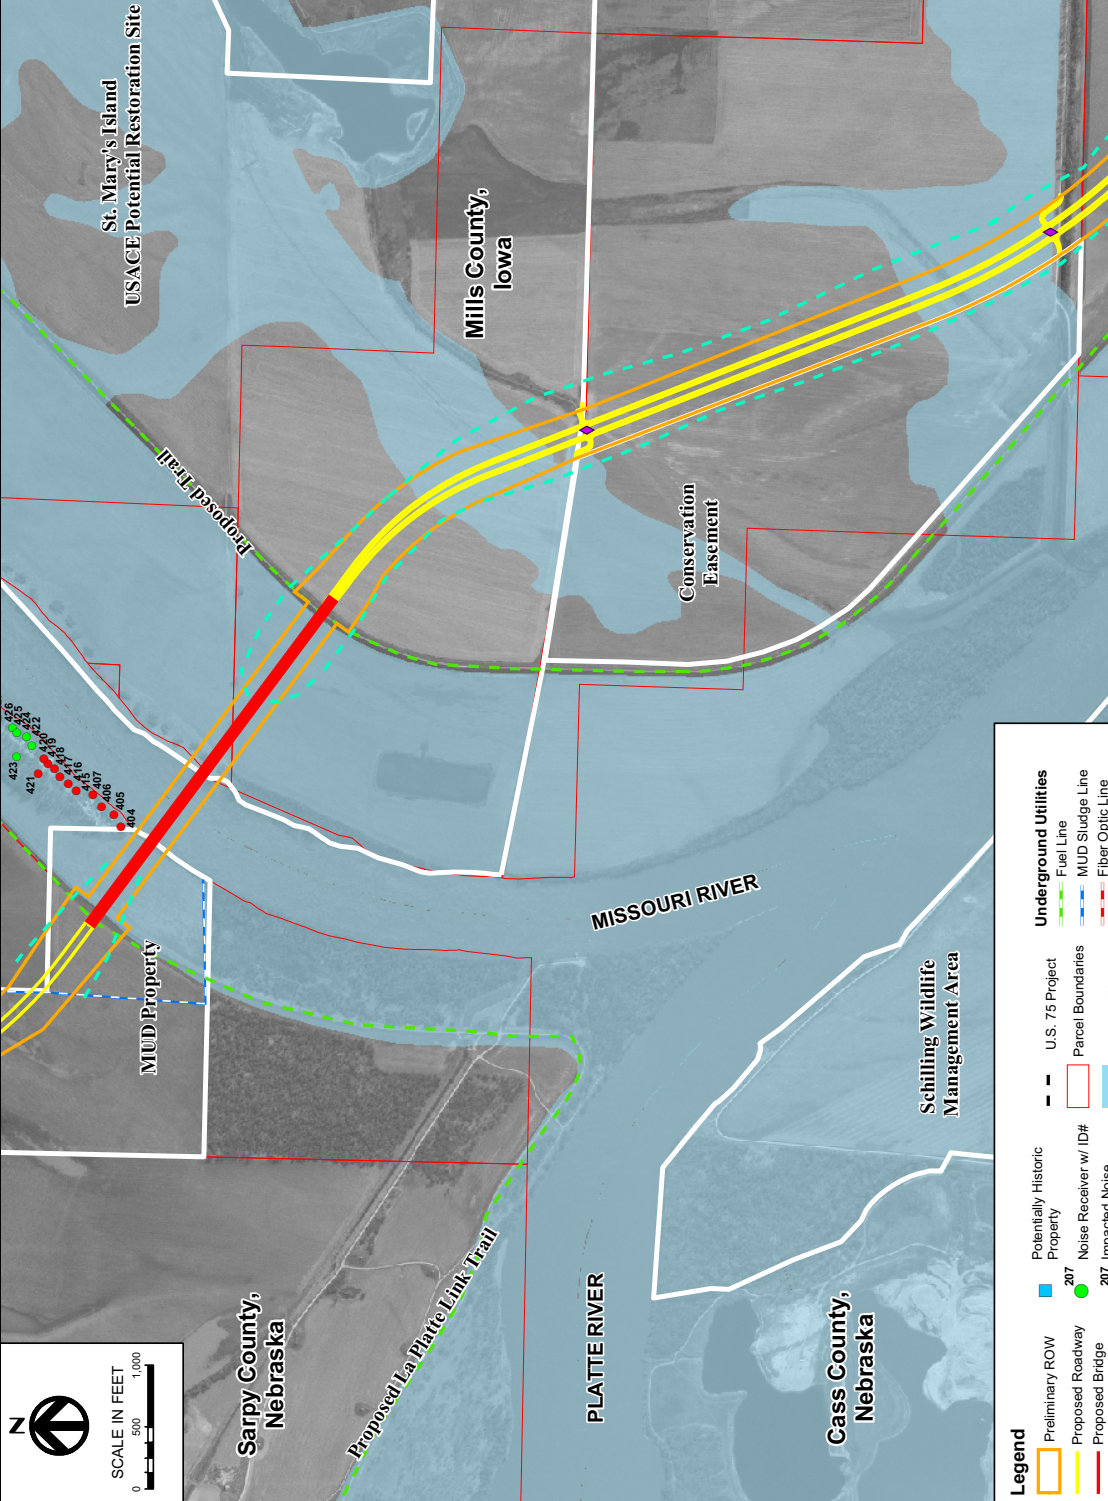 N
SCALE IN FEET
0 500 1,000
St. Mary's Island
USACE Potential Restoration Site
Mills County,
Iowa
Proposed Trail
Conservation
Easement
426
425
424
422
423
420
419
418
421
417
416
415
407
406
405
404
MUD Property
MISSOURI RIVER
Schilling Wildlife
Management Area
Sarpy County,
Nebraska
Proposed La Platte Link Trail
PLATTE RIVER
Cass County,
Nebraska
Legend
Preliminary ROW
Proposed Roadway
Proposed Bridge
Potentially Historic
Property
207
Noise Receiver w/ ID#
207
Impacted Noise
U.S. 75 Project
Parcel Boundaries
Underground Utilities
Fuel Line
MUD Sludge Line
Fiber Optic Line